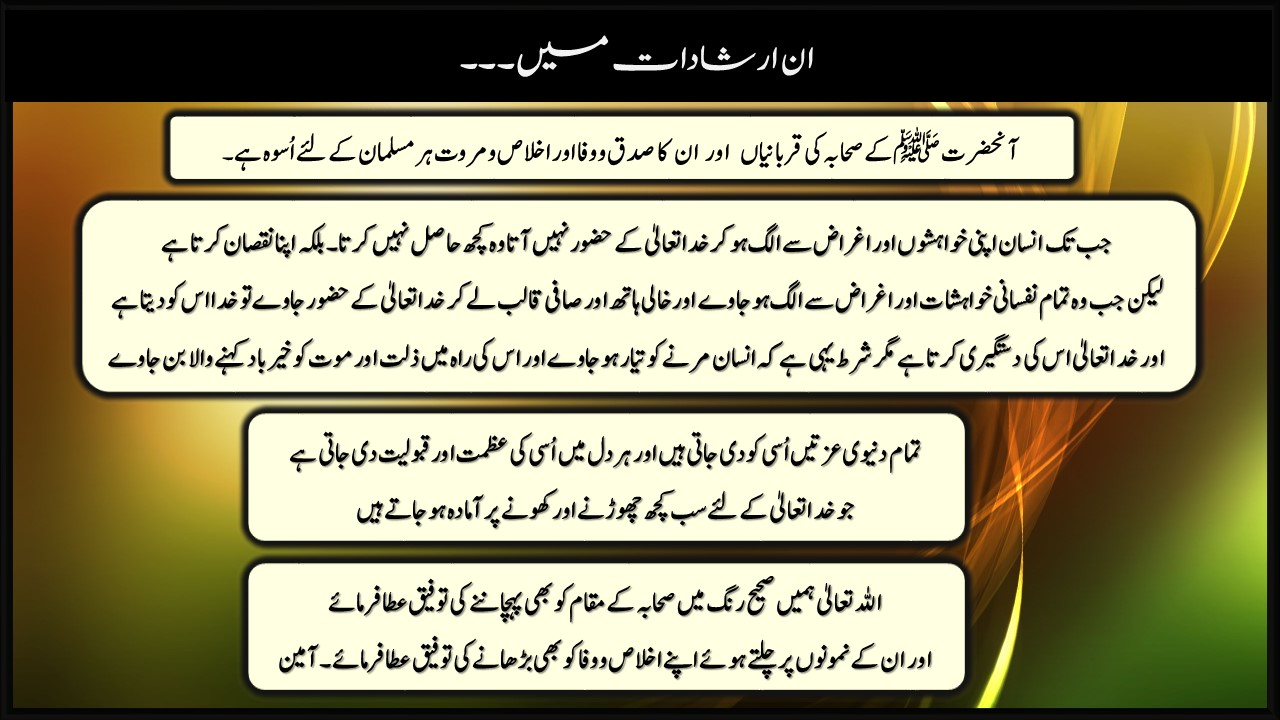 ان ارشادات میں۔۔۔
آنحضرت ﷺ کے صحابہ کی قربانیاں اور ان کا صدق و وفا اور اخلاص و مروت ہر مسلمان کے لئے اُسوہ ہے۔
جب تک انسان اپنی خواہشوں اور اغراض سے الگ ہو کر خدا تعالیٰ کے حضور نہیں آتا وہ کچھ حاصل نہیں کرتا۔ بلکہ اپنا نقصان کرتا ہے
لیکن جب وہ تمام نفسانی خواہشات اور اغراض سے الگ ہو جاوے اور خالی ہاتھ اور صافی قالب لے کر خدا تعالیٰ کے حضور جاوے تو خدا اس کو دیتا ہے
اور خدا تعالیٰ اس کی دستگیری کرتا ہے مگر شرط یہی ہے کہ انسان مرنے کو تیار ہو جاوے اور اس کی راہ میں ذلت اور موت کو خیر باد کہنے والا بن جاوے
تمام دنیوی عزتیں اُسی کو دی جاتی ہیں اور ہر دل میں اُسی کی عظمت اور قبولیت دی جاتی ہے
جو خدا تعالیٰ کے لئے سب کچھ چھوڑنے اور کھونے پر آمادہ ہو جاتے ہیں
اللہ تعالیٰ ہمیں صحیح رنگ میں صحابہ کے مقام کو بھی پہچاننے کی توفیق عطا فرمائے
اور ان کے نمونوں پر چلتے ہوئے اپنے اخلاص و وفا کو بھی بڑھانے کی توفیق عطا فرمائے۔ آمین